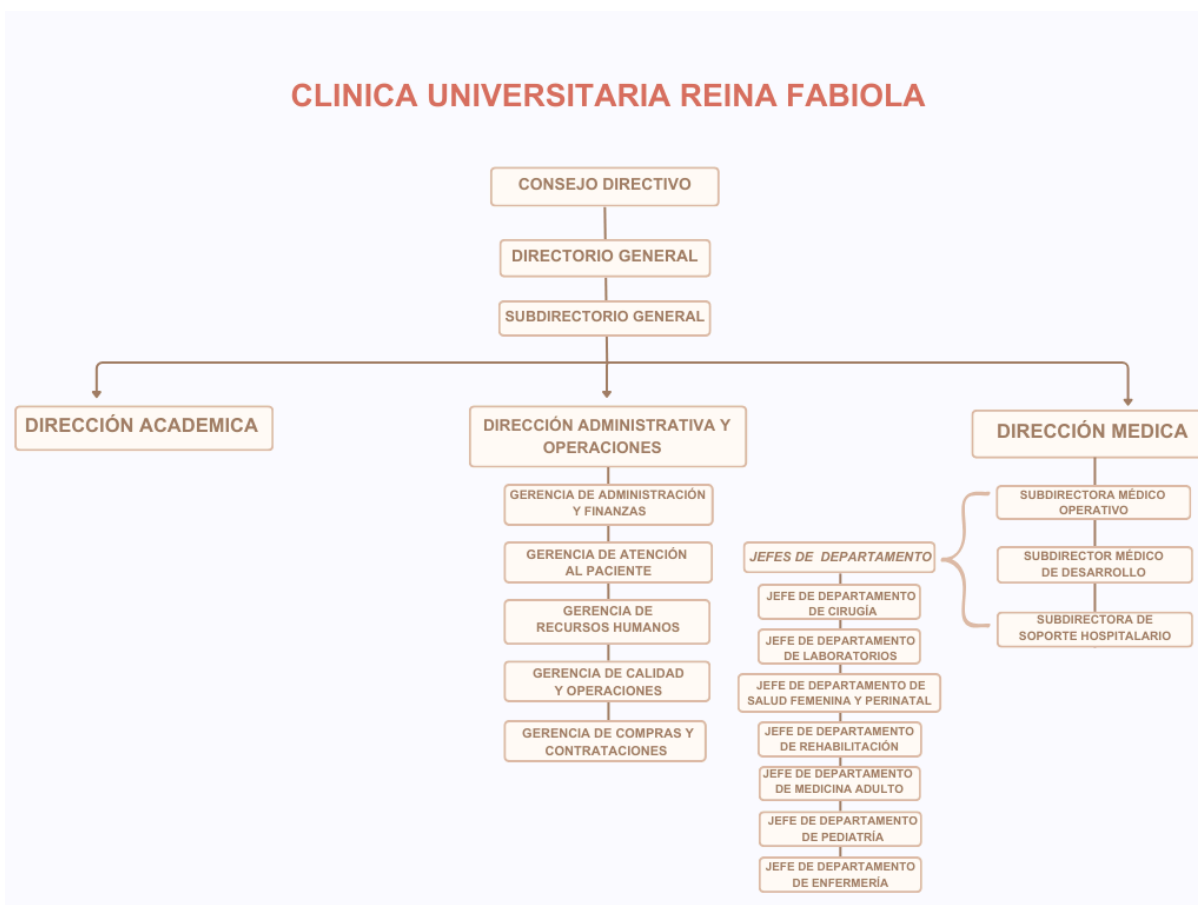 CLINICA UNIVERSITARIA REINA FABIOLA
CONSEJO DIRECTIVO
DIRECTORIO GENERAL
SUBDIRECTORIO GENERAL
DIRECCIÓN ACADEMICA
DIRECCIÓN ADMINISTRATIVA Y
OPERACIONES
GERENCIA DE ADMINISTRACIÓN
Y FINANZAS
GERENCIA DE ATENCIÓN
AL PACIENTE
GERENCIA DE
RECURSOS HUMANOS
GERENCIA DE CALIDAD
Y OPERACIONES
GERENCIA DE COMPRAS Y
CONTRATACIONES
DIRECCIÓN MEDICA
SUBDIRECTORA MÉDICO
OPERATIVO
SUBDIRECTOR MÉDICO
DE DESARROLLO
SUBDIRECTORA DE
SOPORTE HOSPITALARIO
JEFES DE DEPARTAMENTO
JEFE DE DEPARTAMENTO
DE CIRUGÍA
JEFE DE DEPARTAMENTO
DE LABORATORIOS
JEFE DE DEPARTAMENTO DE
SALUD FEMENINA Y PERINATAL
JEFE DE DEPARTAMENTO
DE REHABILITACIÓN
JEFE DE DEPARTAMENTO
DE MEDICINA ADULTO
JEFE DE DEPARTAMENTO
DE PEDIATRÍA
JEFE DE DEPARTAMENTO
DE ENFERMERÍA